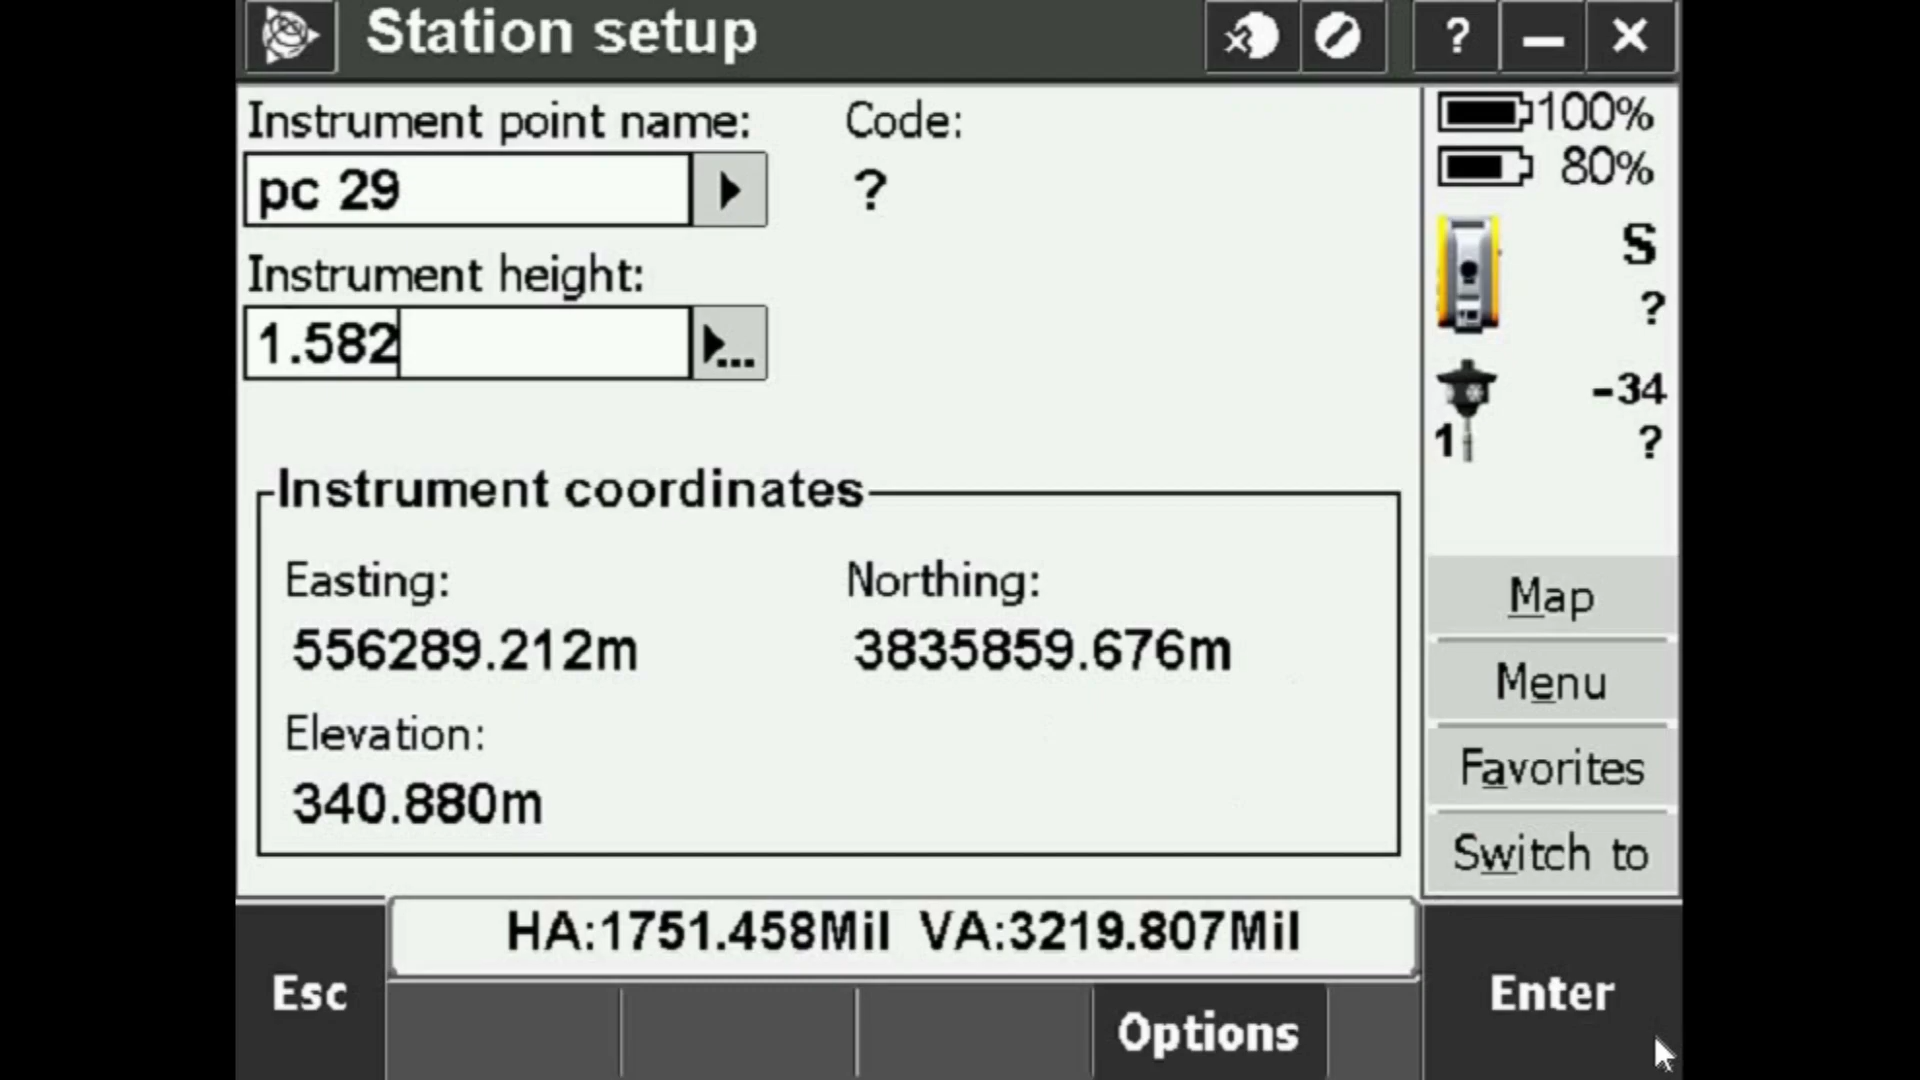 Station setup
?
Instrument point name:
Code:
pc 29
?
Instrument height:
1.582
...
Instrument coordinates
Easting:
Northing:
556289.212m
3835859.676m
Elevation:
340.880m
100%
80%
S
?
-34
1
?
Map
Menu
Favorites
Switch to
HA:1751.458Mil VA:3219.807Mil
Esc
Options
Enter